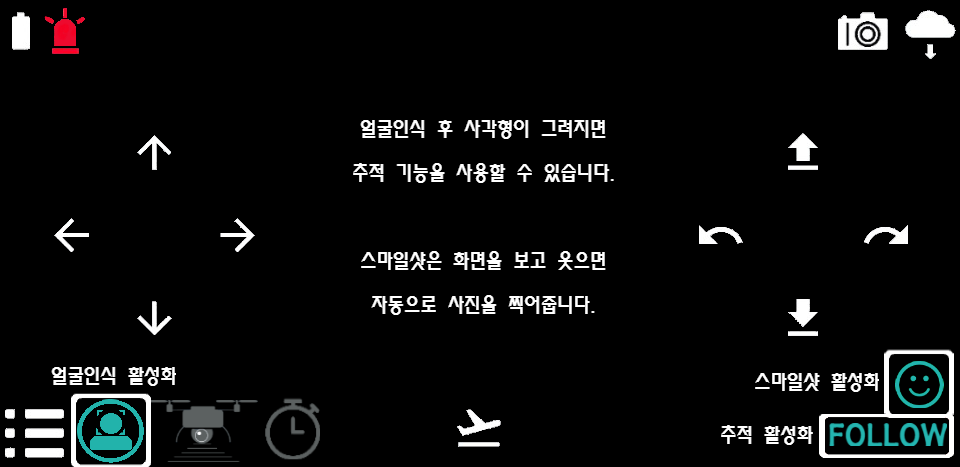 얼굴인식 후 사각형이 그려지면
추적 기능을 사용할 수 있습니다.
스마일샷은 화면을 보고 웃으면
자동으로 사진을 찍어줍니다.
얼굴인식 활성화
스마일샷 활성화
추적 활성화
FOLLOW